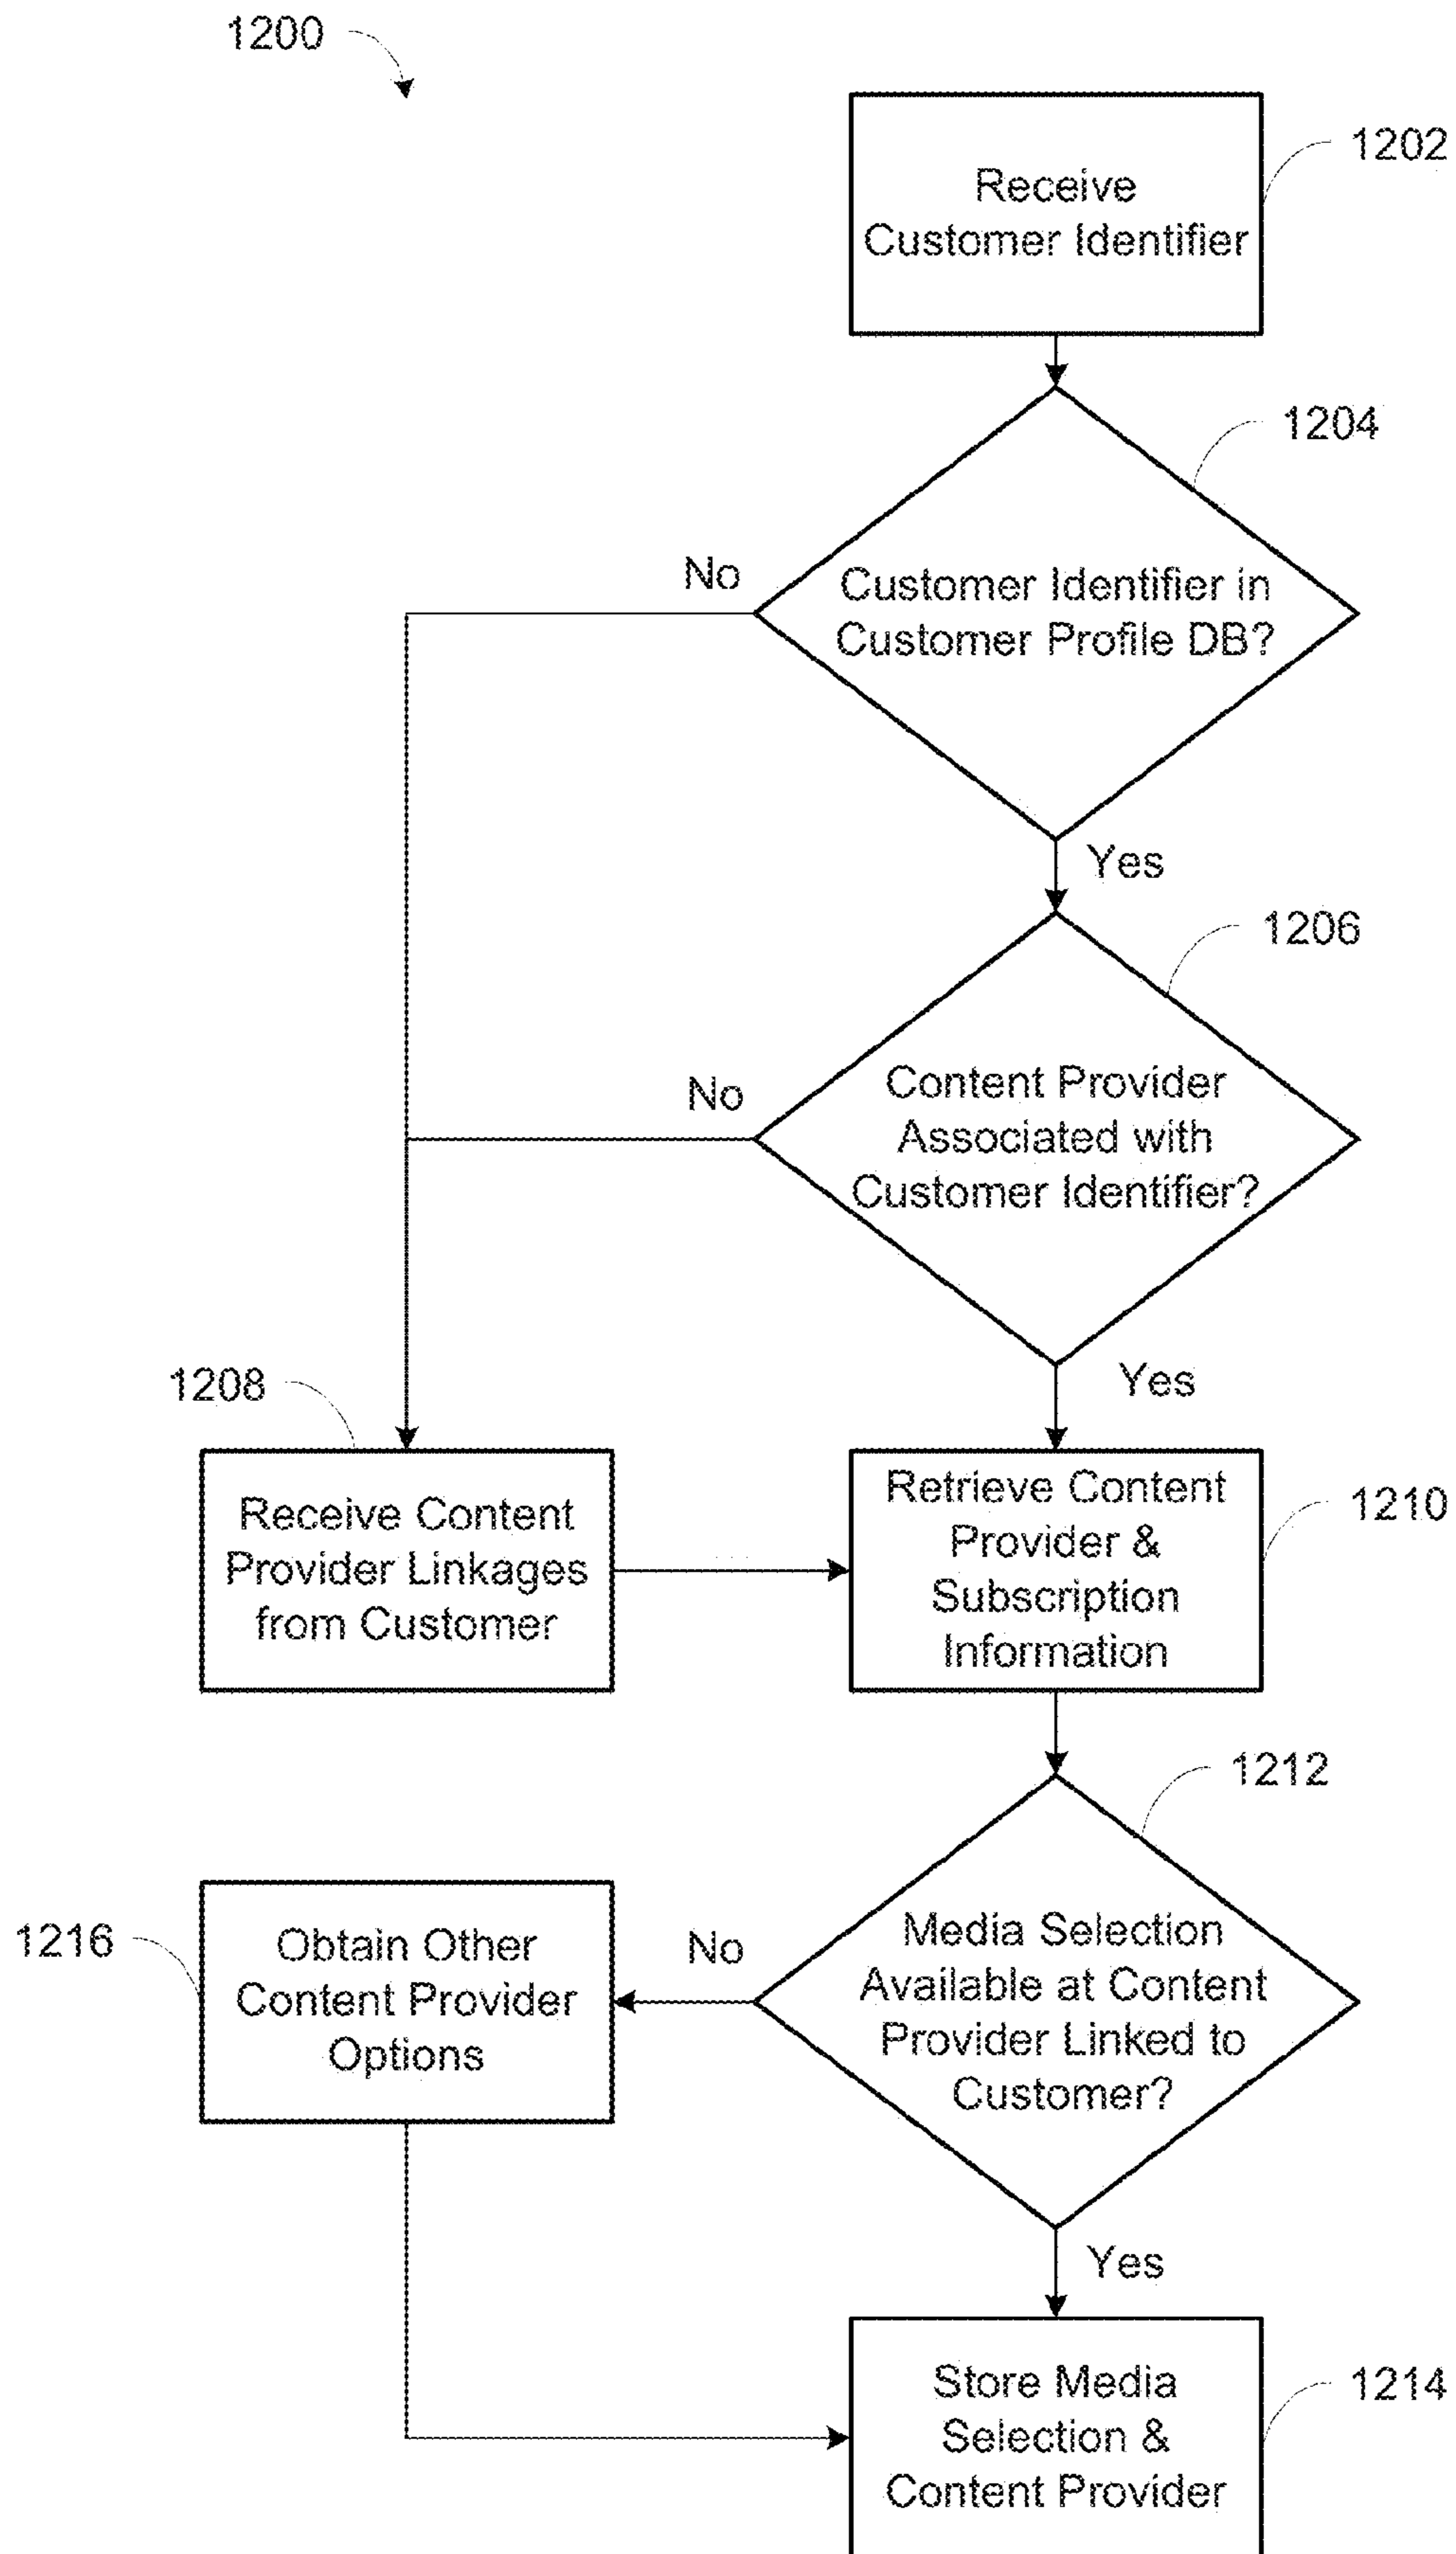 1200
Receive
Customer Identifier
1202
1204
No
Customer Identifier in
Customer Profile DB?
Yes
1206
No
Content Provider
Associated with
Customer Identifier?
Yes
1208
Receive Content
Provider Linkages
from Customer
Retrieve Content
Provider &
Subscription
Information
1210
1212
1216
Obtain Other
Content Provider
Options
No
Media Selection
Available at Content
Provider Linked to
Customer?
Yes
Store Media
Selection &
Content Provider
1214